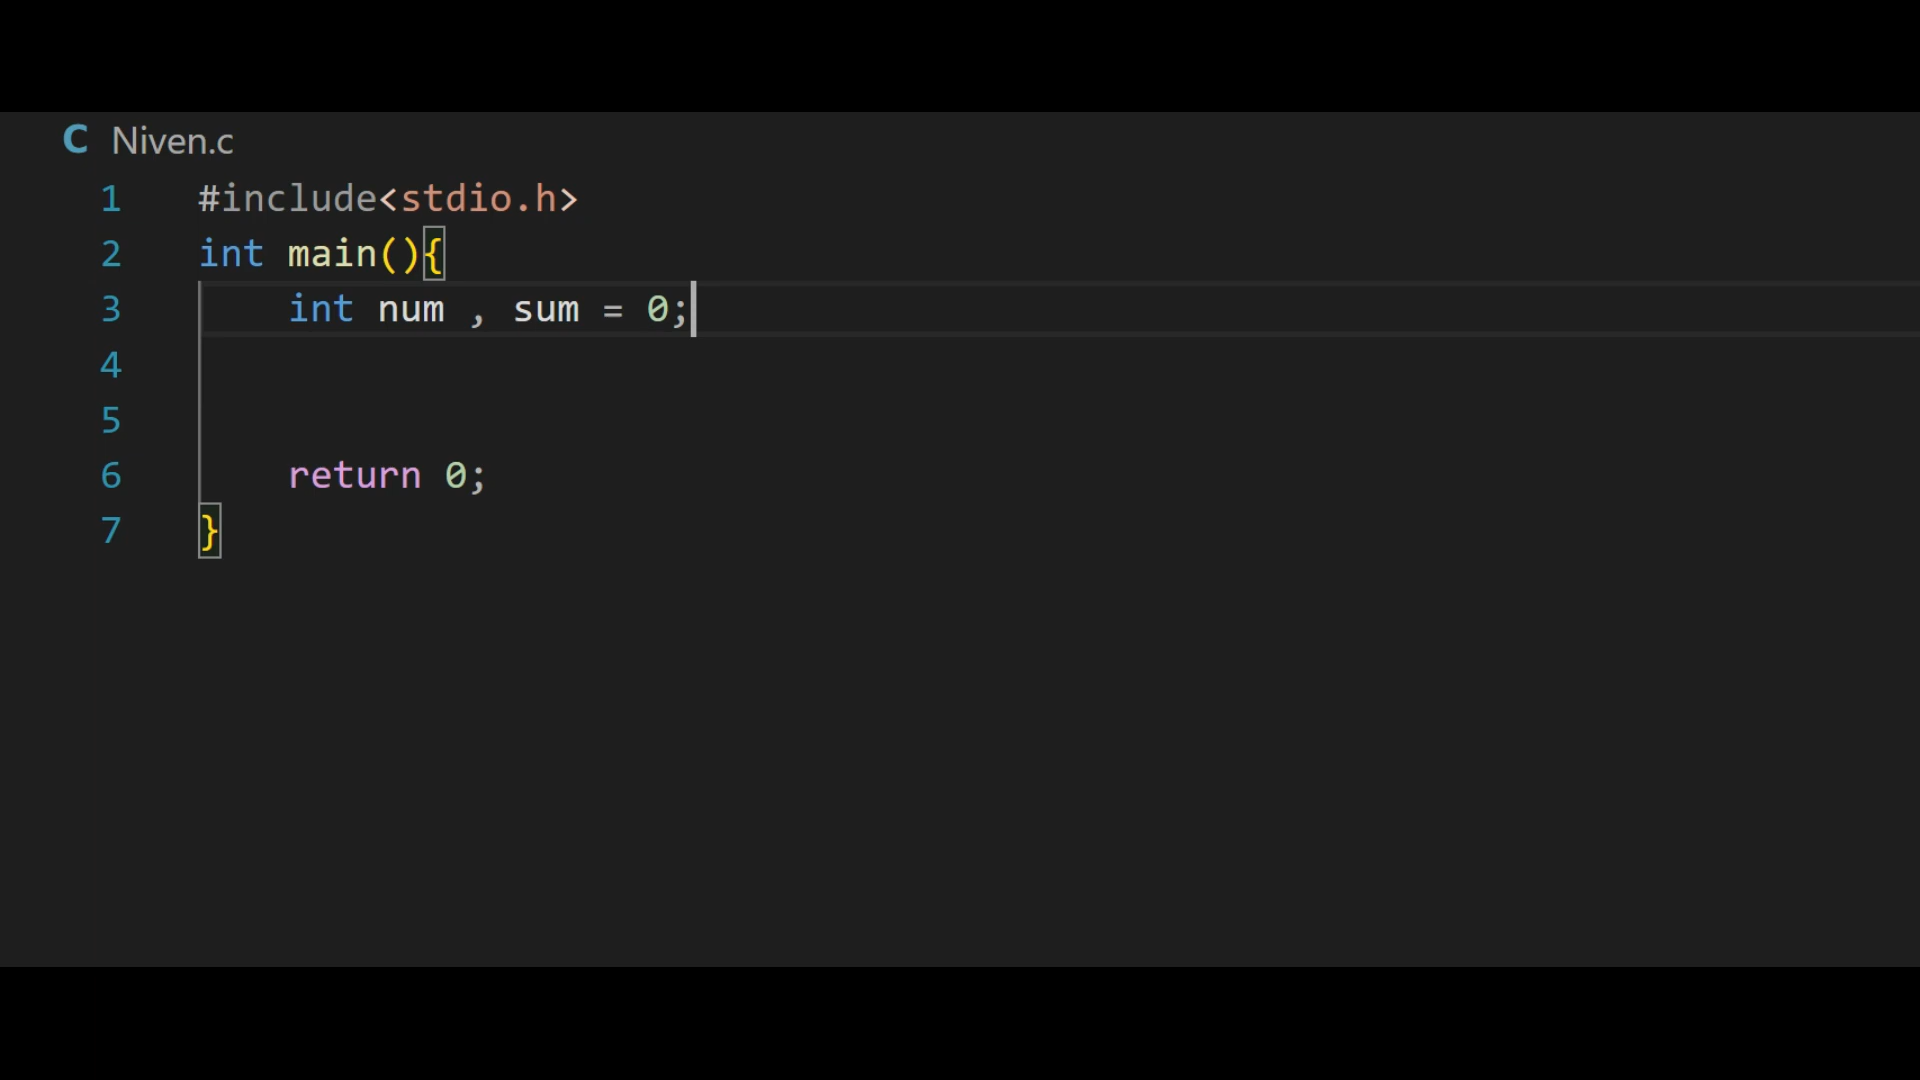 C Niven.c
1 #include<stdio.h>
2 int main(){
3 int num , sum = 0;
4
5
6 return 0;
7 }